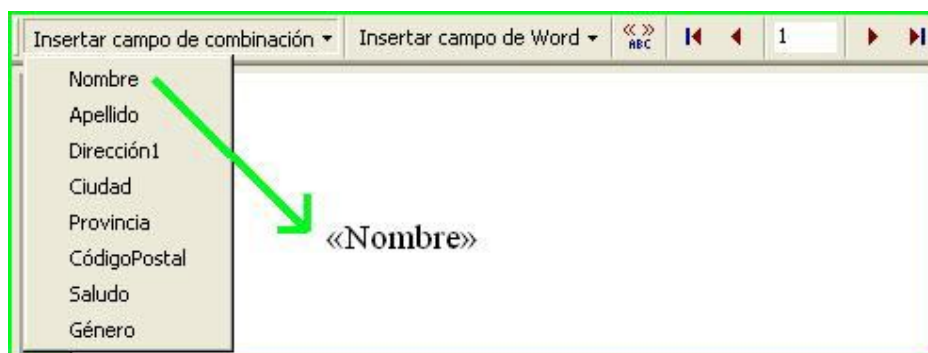 Insertar campo de combinación Insertar campo de Word «» ABC 1
Nombre
Apellido
Dirección1
Ciudad
Provincia
«Nombre»
CódigoPostal
Saludo
Género